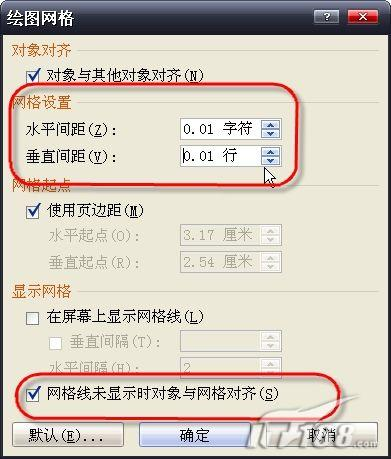 绘图网格
对象对齐
对象与其他对象对齐(N)
网格设置
水平间距(Z): 0.01 字符
垂直间距(V): 0.01 行
网格起点
使用页边距(M)
水平起点(O): 3.17 厘米
垂直起点(R): 2.54 厘米
显示网格
在屏幕上显示网格线(L)
垂直间隔(T):
水平间隔(H): 2
网格线未显示时对象与网格对齐(S)
默认(E)... 确定 取消
IT168.com